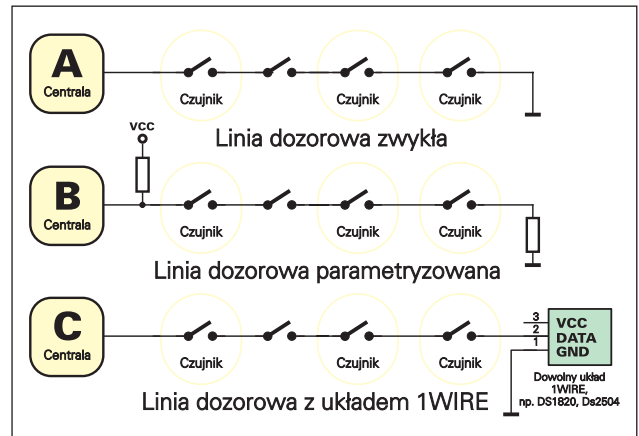 A
Centrala
Czujnik Czujnik Czujnik
Linia dozorowa zwykła
VCC
B
Centrala
Czujnik Czujnik Czujnik
Linia dozorowa parametryzowana
C
Centrala
Czujnik Czujnik Czujnik
3 VCC
2 DATA
1 GND
Dowolny układ
1WIRE,
np. DS1820, Ds2504
Linia dozorowa z układem 1WIRE